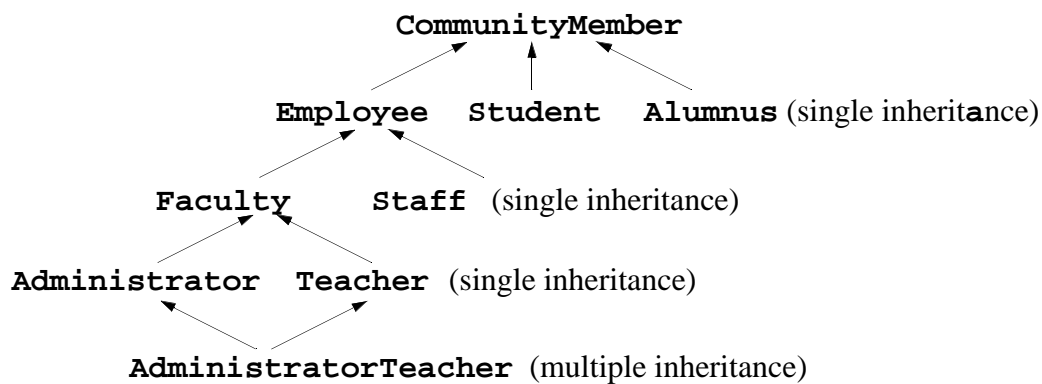 CommunityMember
Employee Student Alumnus (single inheritance)
Faculty Staff (single inheritance)
Administrator Teacher (single inheritance)
AdministratorTeacher (multiple inheritance)